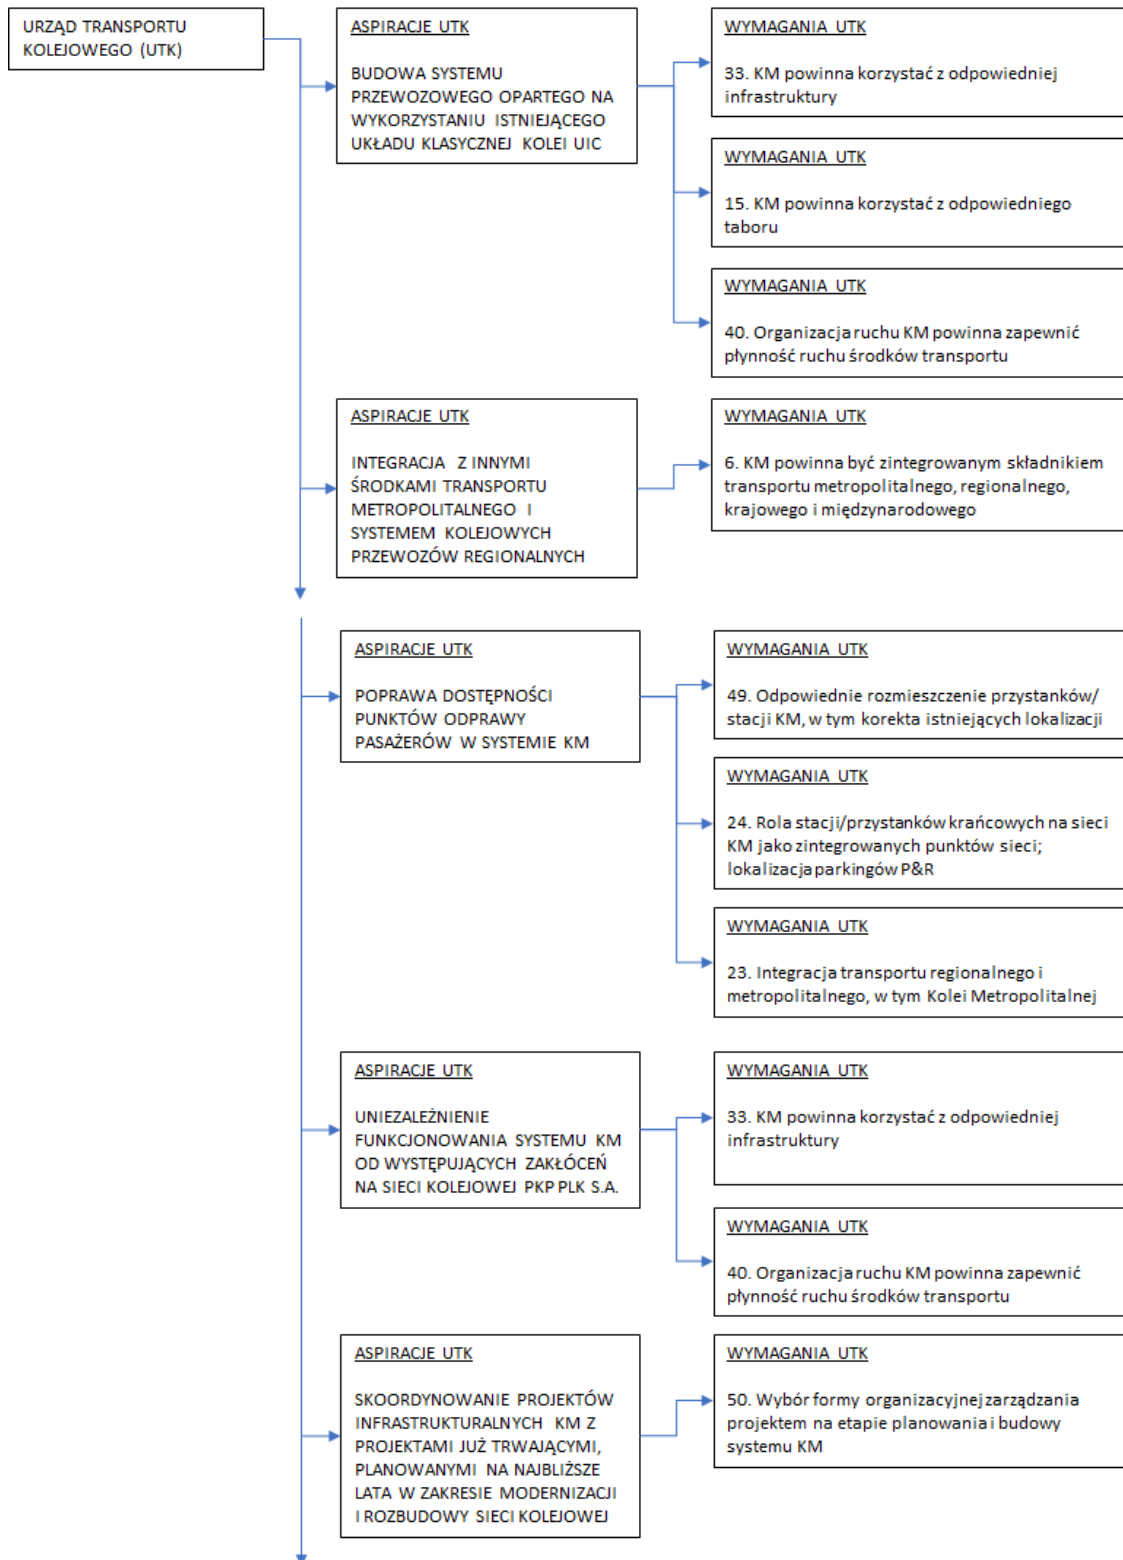 URZĄD TRANSPORTU
KOLEJOWEGO (UTK)
ASPIRACJE UTK
BUDOWA SYSTEMU
PRZEWOZOWEGO OPARTEGO NA
WYKORZYSTANIU ISTNIEJĄCEGO
UKŁADU KLASYCZNEJ KOLEI UIC
WYMAGANIA UTK
33. KM powinna korzystać z odpowiedniej
infrastruktury
WYMAGANIA UTK
15. KM powinna korzystać z odpowiedniego
taboru
WYMAGANIA UTK
40. Organizacja ruchu KM powinna zapewnić
płynność ruchu środków transportu
ASPIRACJE UTK
INTEGRACJA Z INNYMI
ŚRODKAMI TRANSPORTU
METROPOLITALNEGO I
SYSTEMEM KOLEJOWYCH
PRZEWOZÓW REGIONALNYCH
WYMAGANIA UTK
6. KM powinna być zintegrowanym składnikiem
transportu metropolitalnego, regionalnego,
krajowego i międzynarodowego
ASPIRACJE UTK
POPRAWA DOSTĘPNOŚCI
PUNKTÓW ODPRAWY
PASAŻERÓW W SYSTEMIE KM
WYMAGANIA UTK
49. Odpowiednie rozmieszczenie przystanków/
stacji KM, w tym korekta istniejących lokalizacji
WYMAGANIA UTK
24. Rola stacji/przystanków krańcowych na sieci
KM jako zintegrowanych punktów sieci;
lokalizacja parkingów P&R
WYMAGANIA UTK
23. Integracja transportu regionalnego i
metropolitalnego, w tym Kolei Metropolitalnej
ASPIRACJE UTK
UNIEZALEŻNIENIE
FUNKCJONOWANIA SYSTEMU KM
OD WYSTĘPUJĄCYCH ZAKŁÓCEŃ
NA SIECI KOLEJOWEJ PKP PLK S.A.
WYMAGANIA UTK
33. KM powinna korzystać z odpowiedniej
infrastruktury
WYMAGANIA UTK
40. Organizacja ruchu KM powinna zapewnić
płynność ruchu środków transportu
ASPIRACJE UTK
SKOORDYNOWANIE PROJEKTÓW
INFRASTRUKTURALNYCH KM Z
PROJEKTAMI JUŻ TRWAJĄCYMI,
PLANOWANYMI NA NAJBLIŻSZE
LATA W ZAKRESIE MODERNIZACJI
I ROZBUDOWY SIECI KOLEJOWEJ
WYMAGANIA UTK
50. Wybór formy organizacyjnej zarządzania
projektem na etapie planowania i budowy
systemu KM